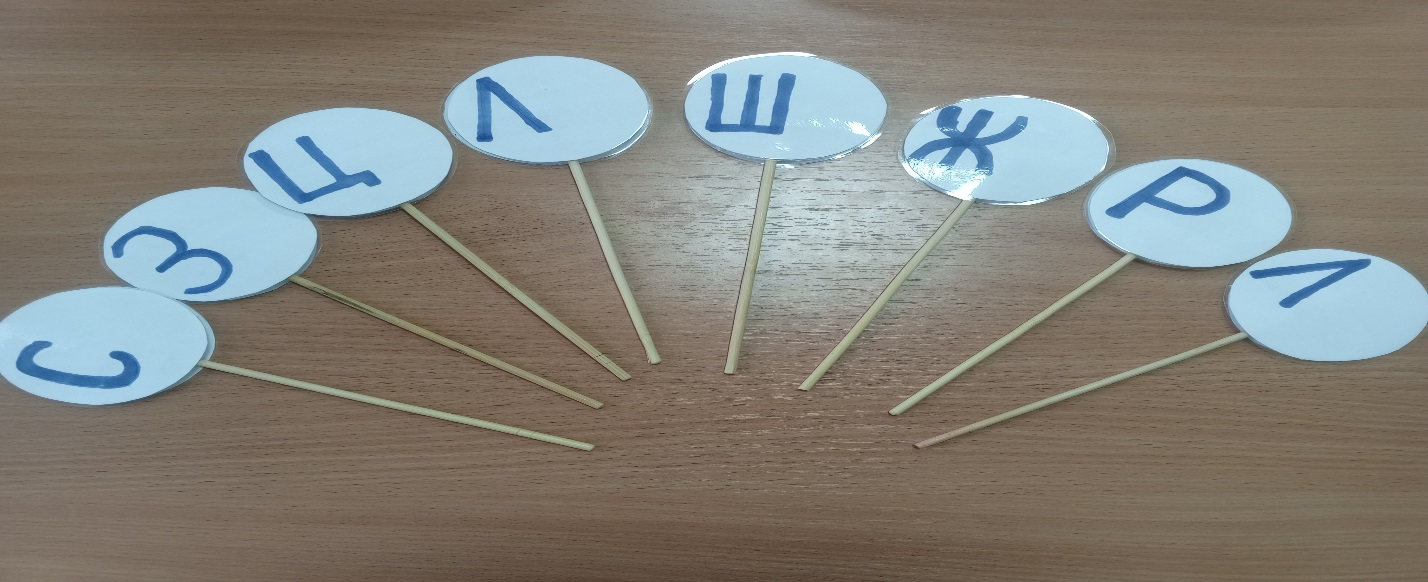 С З Ц Л Ш Ж Р Л